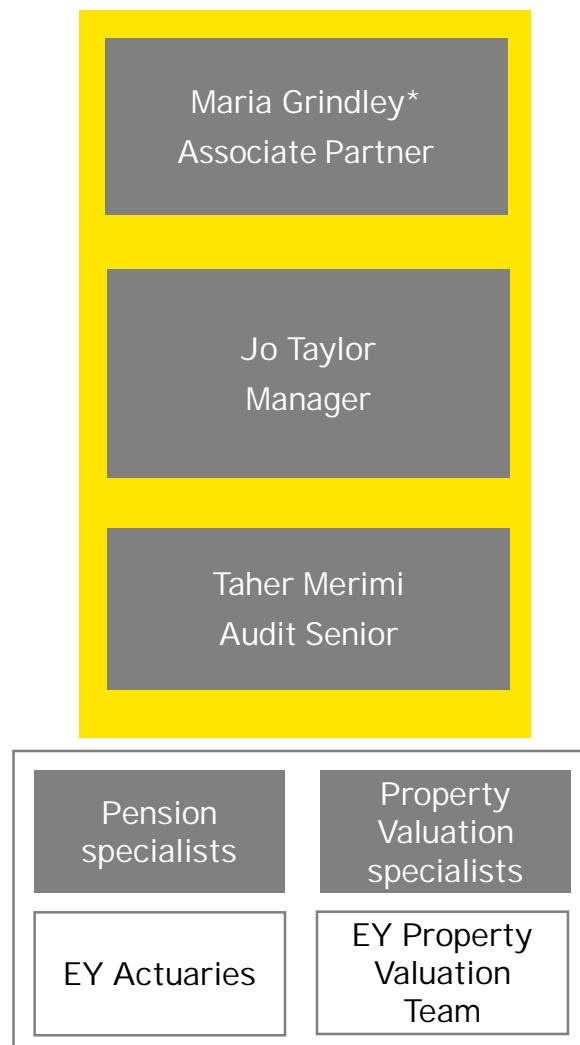 Maria Grindley*
Associate Partner
Jo Taylor
Manager
Taher Merimi
Audit Senior
Pension
specialists
Property
Valuation
specialists
EY Actuaries
EY Property
Valuation
Team